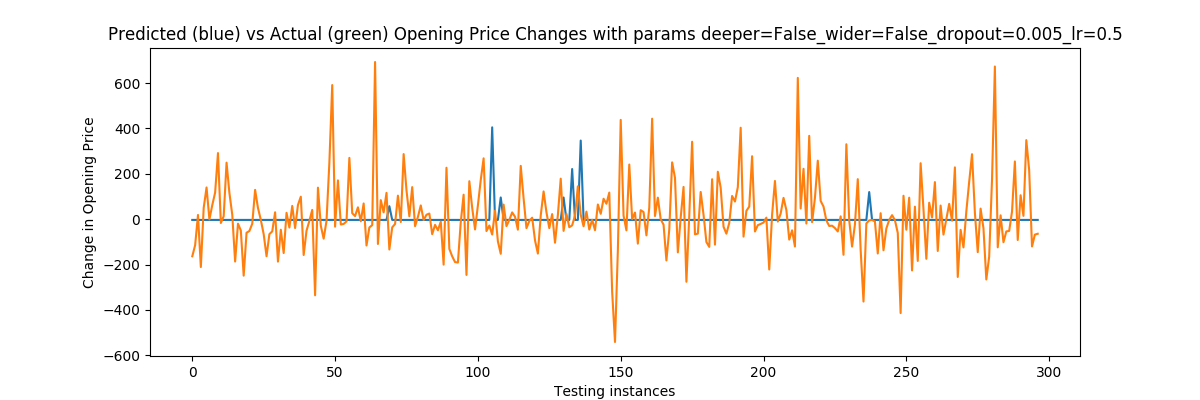 Predicted (blue) vs Actual (green) Opening Price Changes with params deeper=False_wider=False_dropout=0.005_lr=0.5
Change in Opening Price
600
400
200
0
−200
−400
−600
0 50 100 150 200 250 300
Testing instances